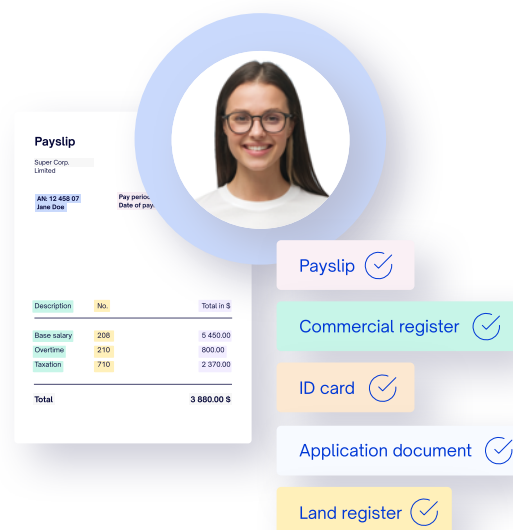 Payslip
Super Corp.
Limited
AN: 12 458 07
Jane Doe
Pay
Date of
Description No. Total in $
Base salary 208 5 450.00
Overtime 210 800.00
Taxation 710 2 370.00
Total 3 880.00 $
Payslip
Commercial register
ID card
Application document
Land register